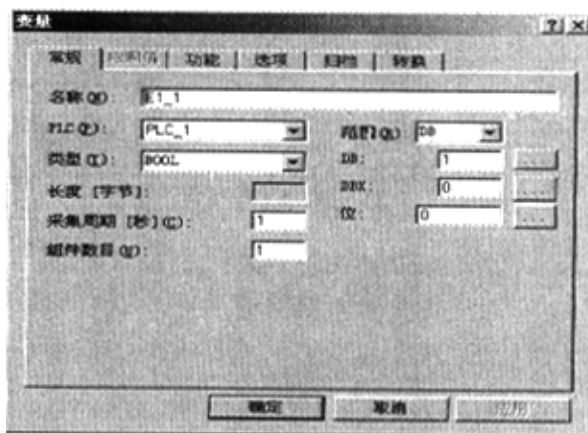 变量
常规 功能 选项 归档 转换
名称(N): E1_1
PLC(P): PLC_1 范围(A) DB
类型(T): BOOL DB: 1 ...
长度 [字节]: DBX: 0 ...
采集周期 [秒](C): 1 位: 0 ...
组件数目(N): 1
确定 取消 应用